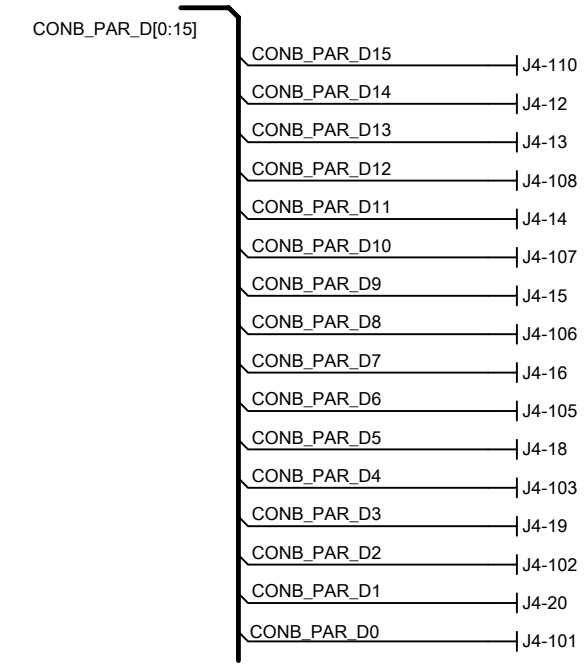 CONB_PAR_D[0:15]
CONB_PAR_D15 J4-110
CONB_PAR_D14 J4-12
CONB_PAR_D13 J4-13
CONB_PAR_D12 J4-108
CONB_PAR_D11 J4-14
CONB_PAR_D10 J4-107
CONB_PAR_D9 J4-15
CONB_PAR_D8 J4-106
CONB_PAR_D7 J4-16
CONB_PAR_D6 J4-105
CONB_PAR_D5 J4-18
CONB_PAR_D4 J4-103
CONB_PAR_D3 J4-19
CONB_PAR_D2 J4-102
CONB_PAR_D1 J4-20
CONB_PAR_D0 J4-101